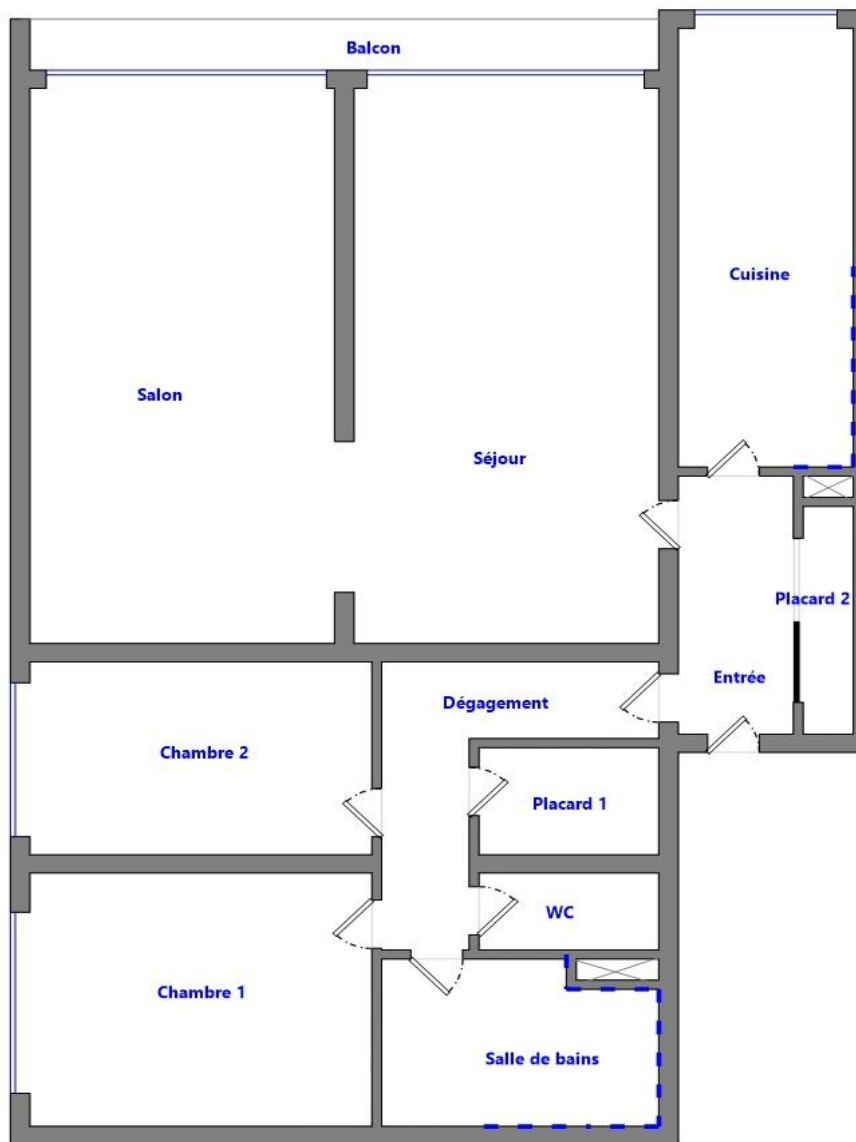 Balcon
Cuisine
Salon
Séjour
Placard 2
Entrée
Dégagement
Chambre 2
Placard 1
WC
Chambre 1
Salle de bains